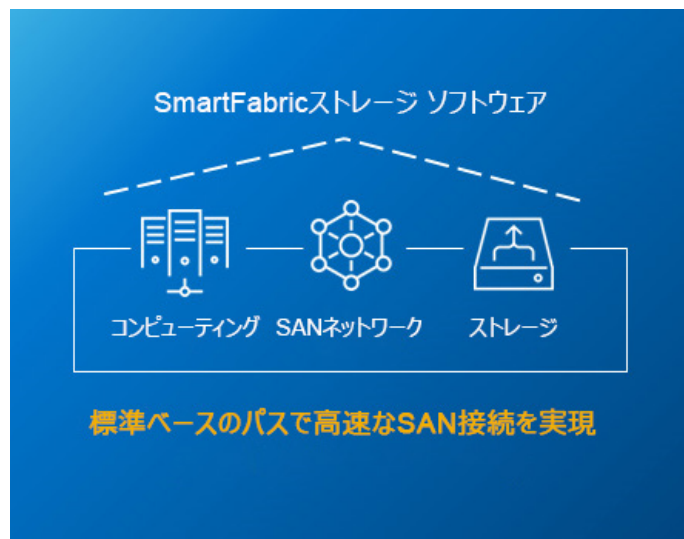 SmartFabricストレージ ソフトウェア
コンピューティング
SANネットワーク
ストレージ
標準ベースのパスで高速なSAN接続を実現